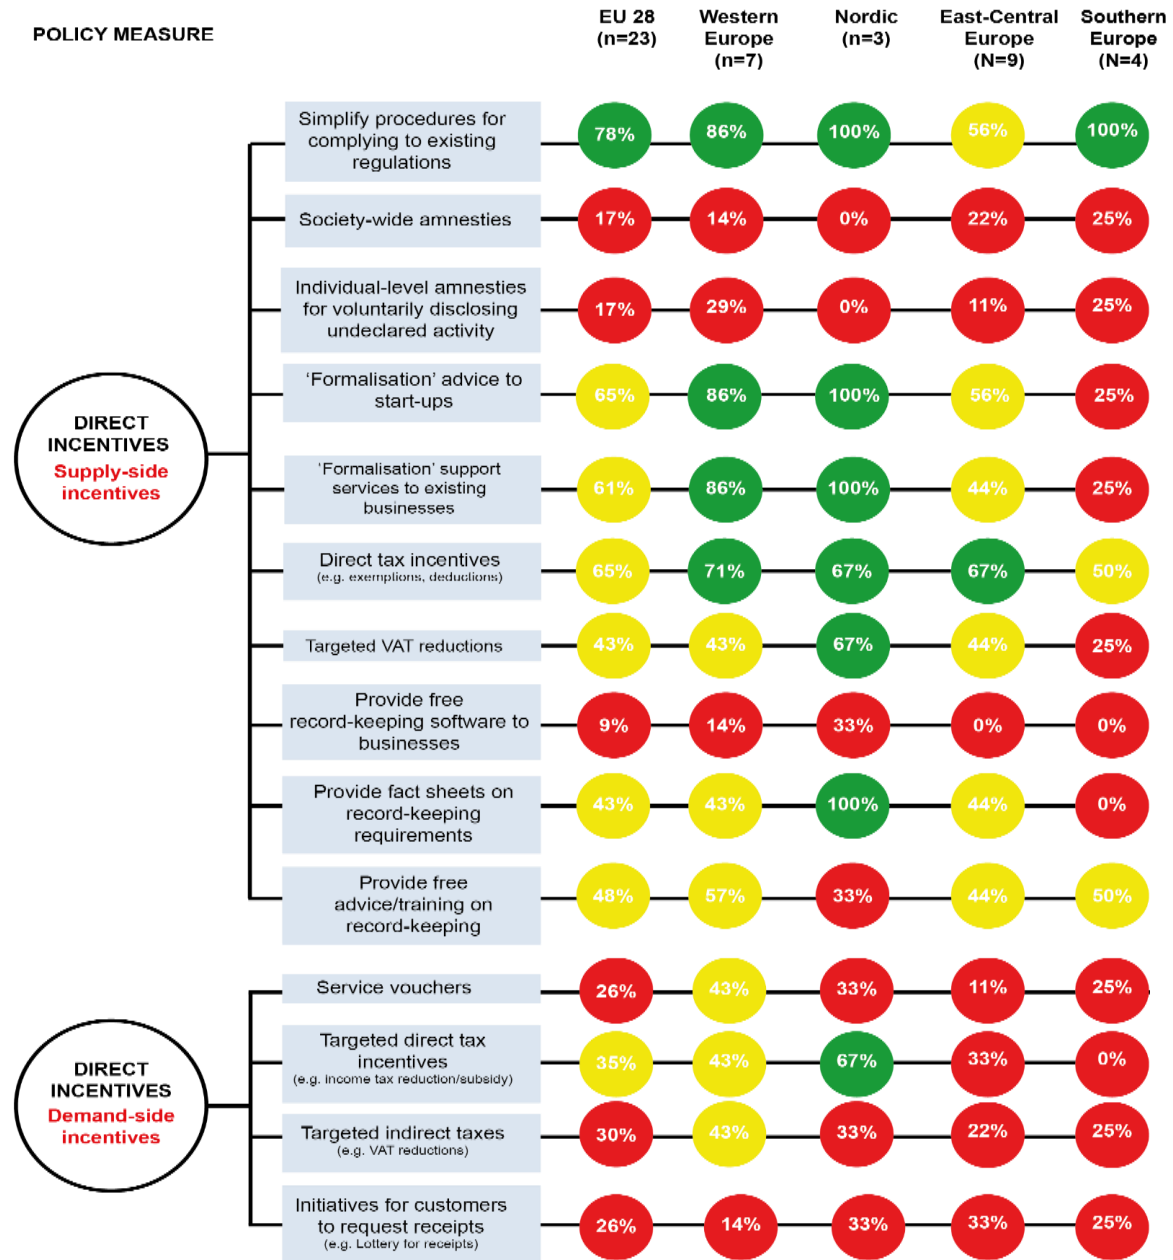 POLICY MEASURE
EU 28
(n=23)
Western
Europe
(n=7)
Nordic
(n=3)
East-Central
Europe
(N=9)
Southern
Europe
(N=4)
DIRECT
INCENTIVES
Supply-side
incentives
Simplify procedures for
complying to existing
regulations
78%
86%
100%
56%
100%
Society-wide amnesties
17%
14%
0%
22%
25%
Individual-level amnesties
for voluntarily disclosing
undeclared activity
17%
29%
0%
11%
25%
‘Formalisation’ advice to
start-ups
65%
86%
100%
56%
25%
‘Formalisation’ support
services to existing
businesses
61%
86%
100%
44%
25%
Direct tax incentives
(e.g. exemptions, deductions)
65%
71%
67%
67%
50%
Targeted VAT reductions
43%
43%
67%
44%
25%
Provide free
record-keeping software to
businesses
9%
14%
33%
0%
0%
Provide fact sheets on
record-keeping
requirements
43%
43%
100%
44%
0%
Provide free
advice/training on
record-keeping
48%
57%
33%
44%
50%
DIRECT
INCENTIVES
Demand-side
incentives
Service vouchers
26%
43%
33%
11%
25%
Targeted direct tax
incentives
(e.g. income tax reduction/subsidy)
35%
43%
67%
33%
0%
Targeted indirect taxes
(e.g. VAT reductions)
30%
43%
33%
22%
25%
Initiatives for customers
to request receipts
(e.g. Lottery for receipts)
26%
14%
33%
33%
25%